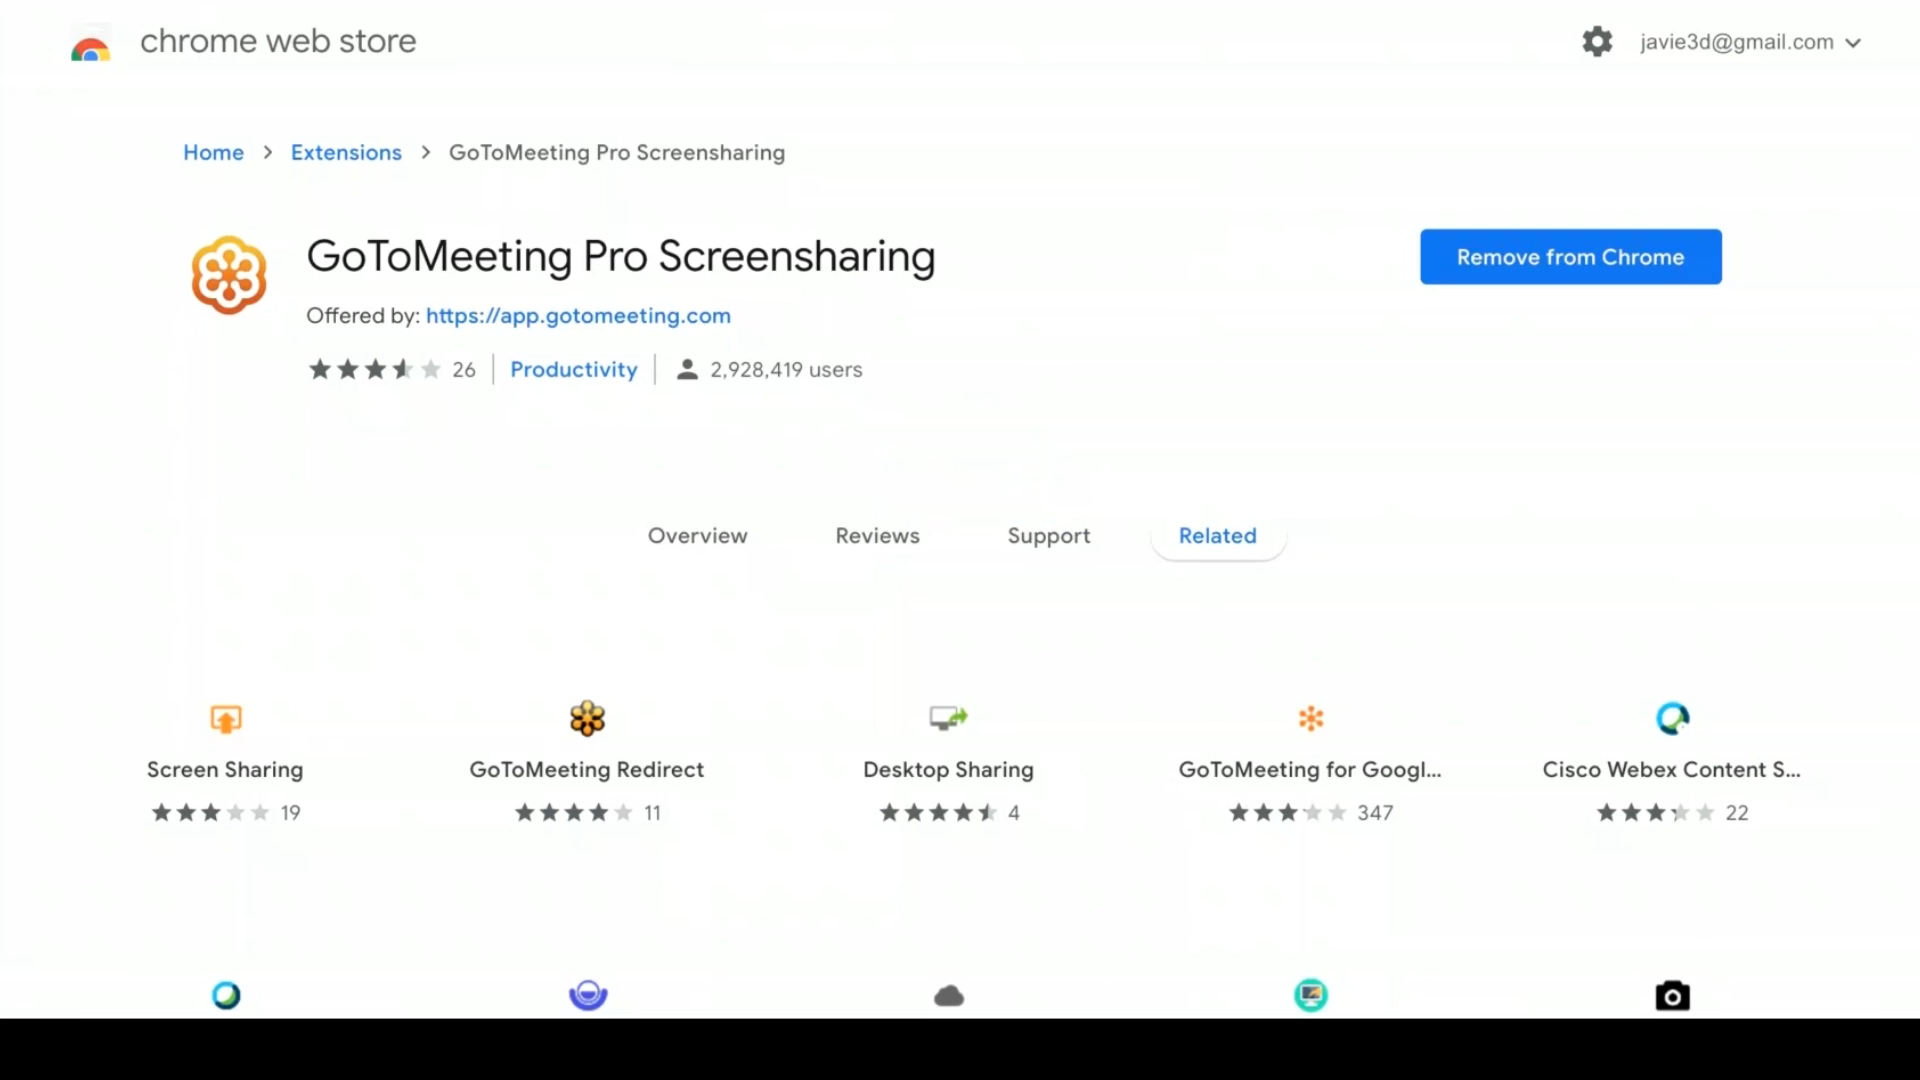 chrome web store
javie3d@gmail.com
Home > Extensions > GoToMeeting Pro Screensharing
GoToMeeting Pro Screensharing
Remove from Chrome
Offered by: https://app.gotomeeting.com
26 | Productivity | 2,928,419 users
Overview Reviews Support Related
Screen Sharing GoToMeeting Redirect Desktop Sharing GoToMeeting for Googl... Cisco Webex Content S...
19 11 4 347 22